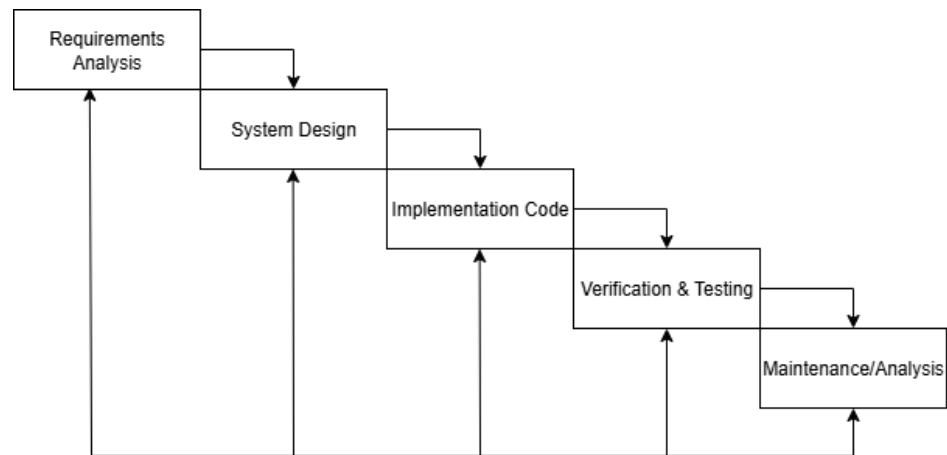 Requirements
Analysis
System Design
Implementation Code
Verification & Testing
Maintenance/Analysis